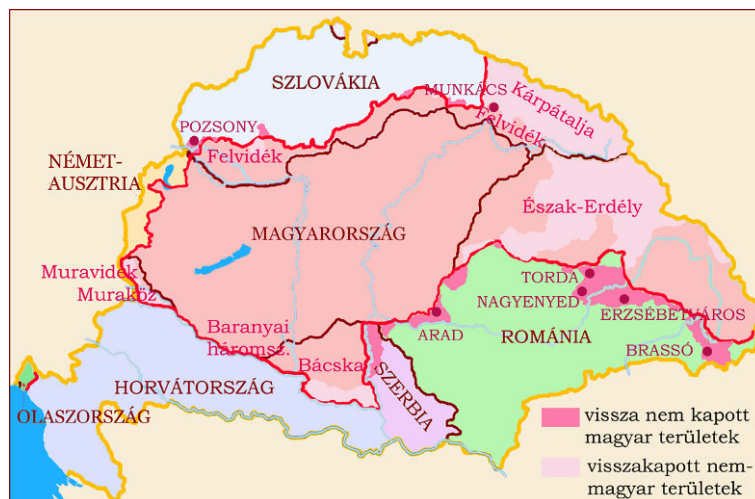 SZLOVÁKIA
MUNKÁCS
Kárpátalja
Felvidék
POZSONY
Felvidék
NÉMET-
AUSZTRIA
Észak-Erdély
MAGYARORSZÁG
Muravidék
Muraköz
TORDA
NAGYENYED
ERZSÉBETVÁROS
Baranyai
háromsz.
ARAD
ROMÁNIA
BRASSÓ
Bácska
SZERBIA
HORVÁTORSZÁG
OLASZORSZÁG
vissza nem kapott
magyar területek
visszakapott nem-
magyar területek